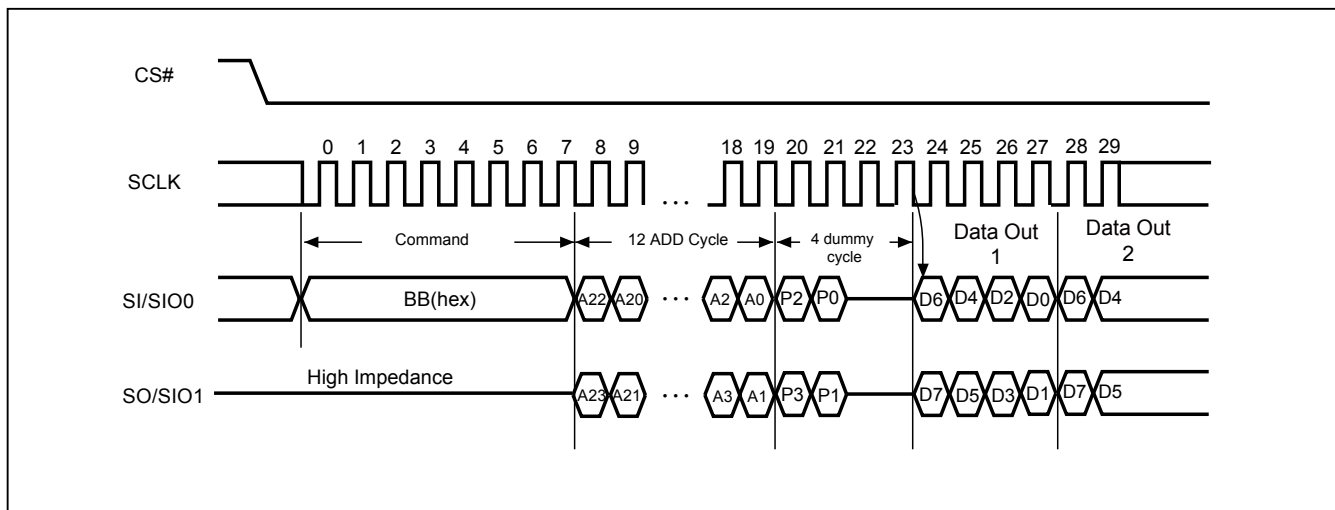 CS#
0 1 2 3 4 5 6 7 8 9 18 19 20 21 22 23 24 25 26 27 28 29
SCLK
...
Command
12 ADD Cycle
4 dummy
cycle
Data Out
1
Data Out
2
SI/SIO0
BB(hex)
A22 A20 ... A2 A0 P2 P0 D6 D4 D2 D0 D6 D4
High Impedance
SO/SIO1
A23 A21 ... A3 A1 P3 P1 D7 D5 D3 D1 D7 D5